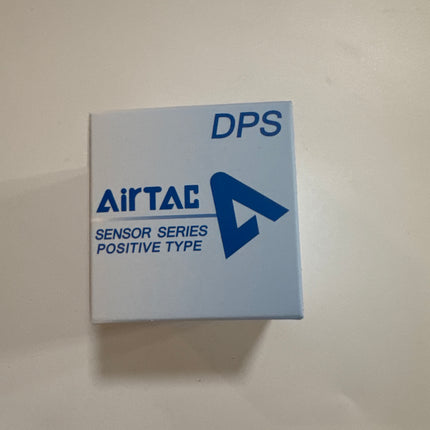 DPS
AirTAC
SENSOR SERIES
POSITIVE TYPE